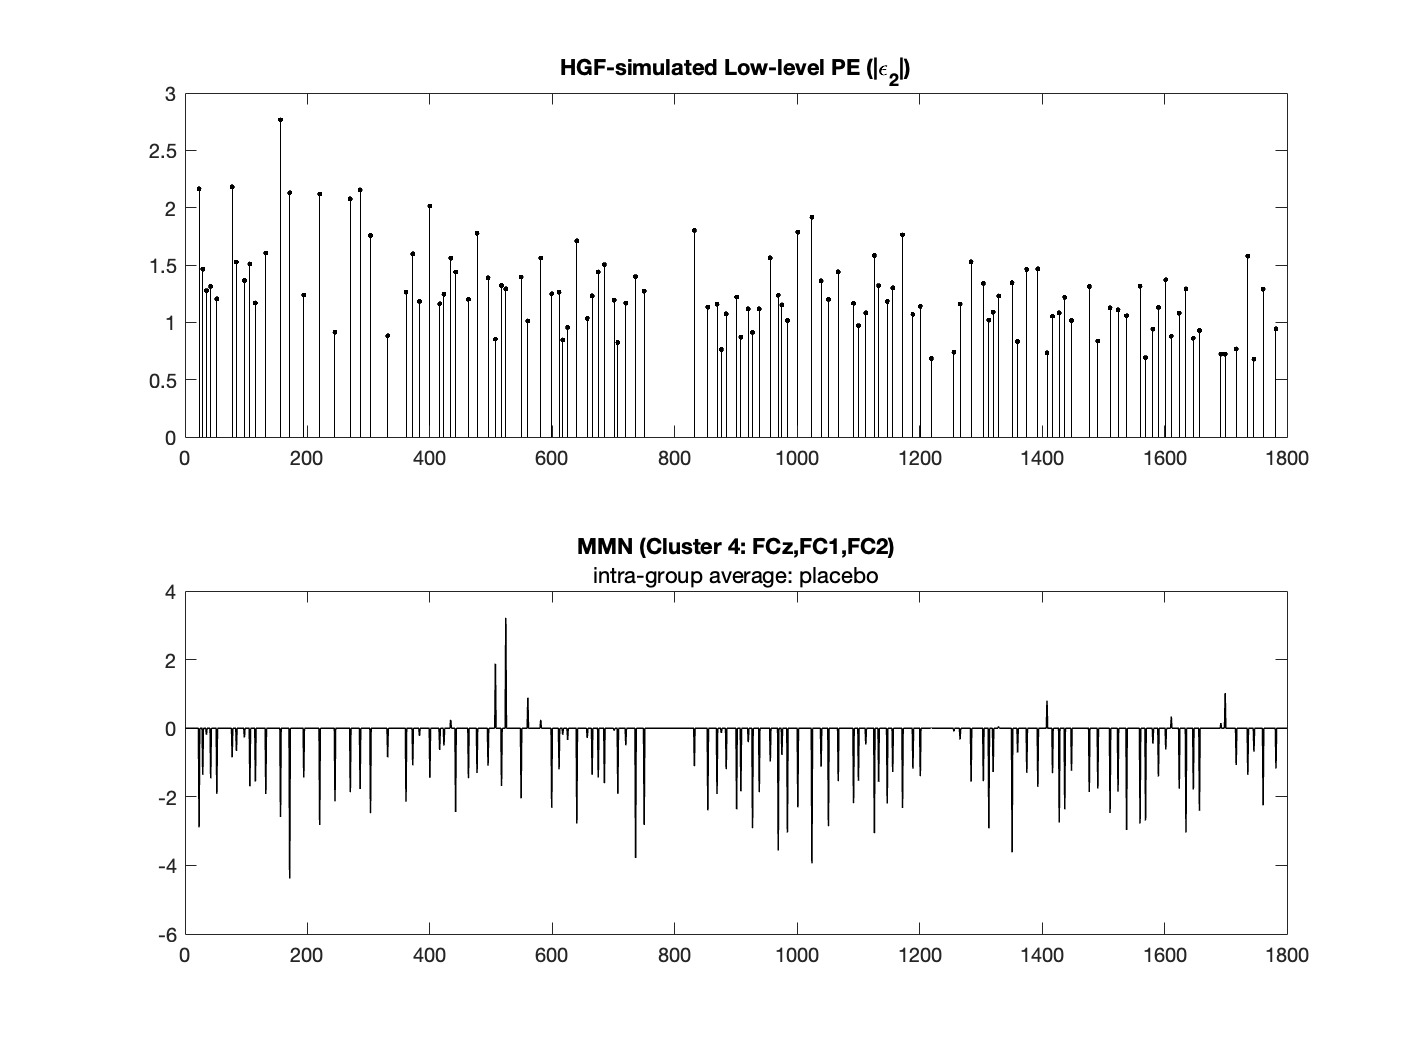 HGF-simulated Low-level PE (|ϵ₂|)
3
2.5
2
1.5
1
0.5
0
0 200 400 600 800 1000 1200 1400 1600 1800
MMN (Cluster 4: FCz,FC1,FC2)
intra-group average: placebo
4
2
0
-2
-4
-6
0 200 400 600 800 1000 1200 1400 1600 1800